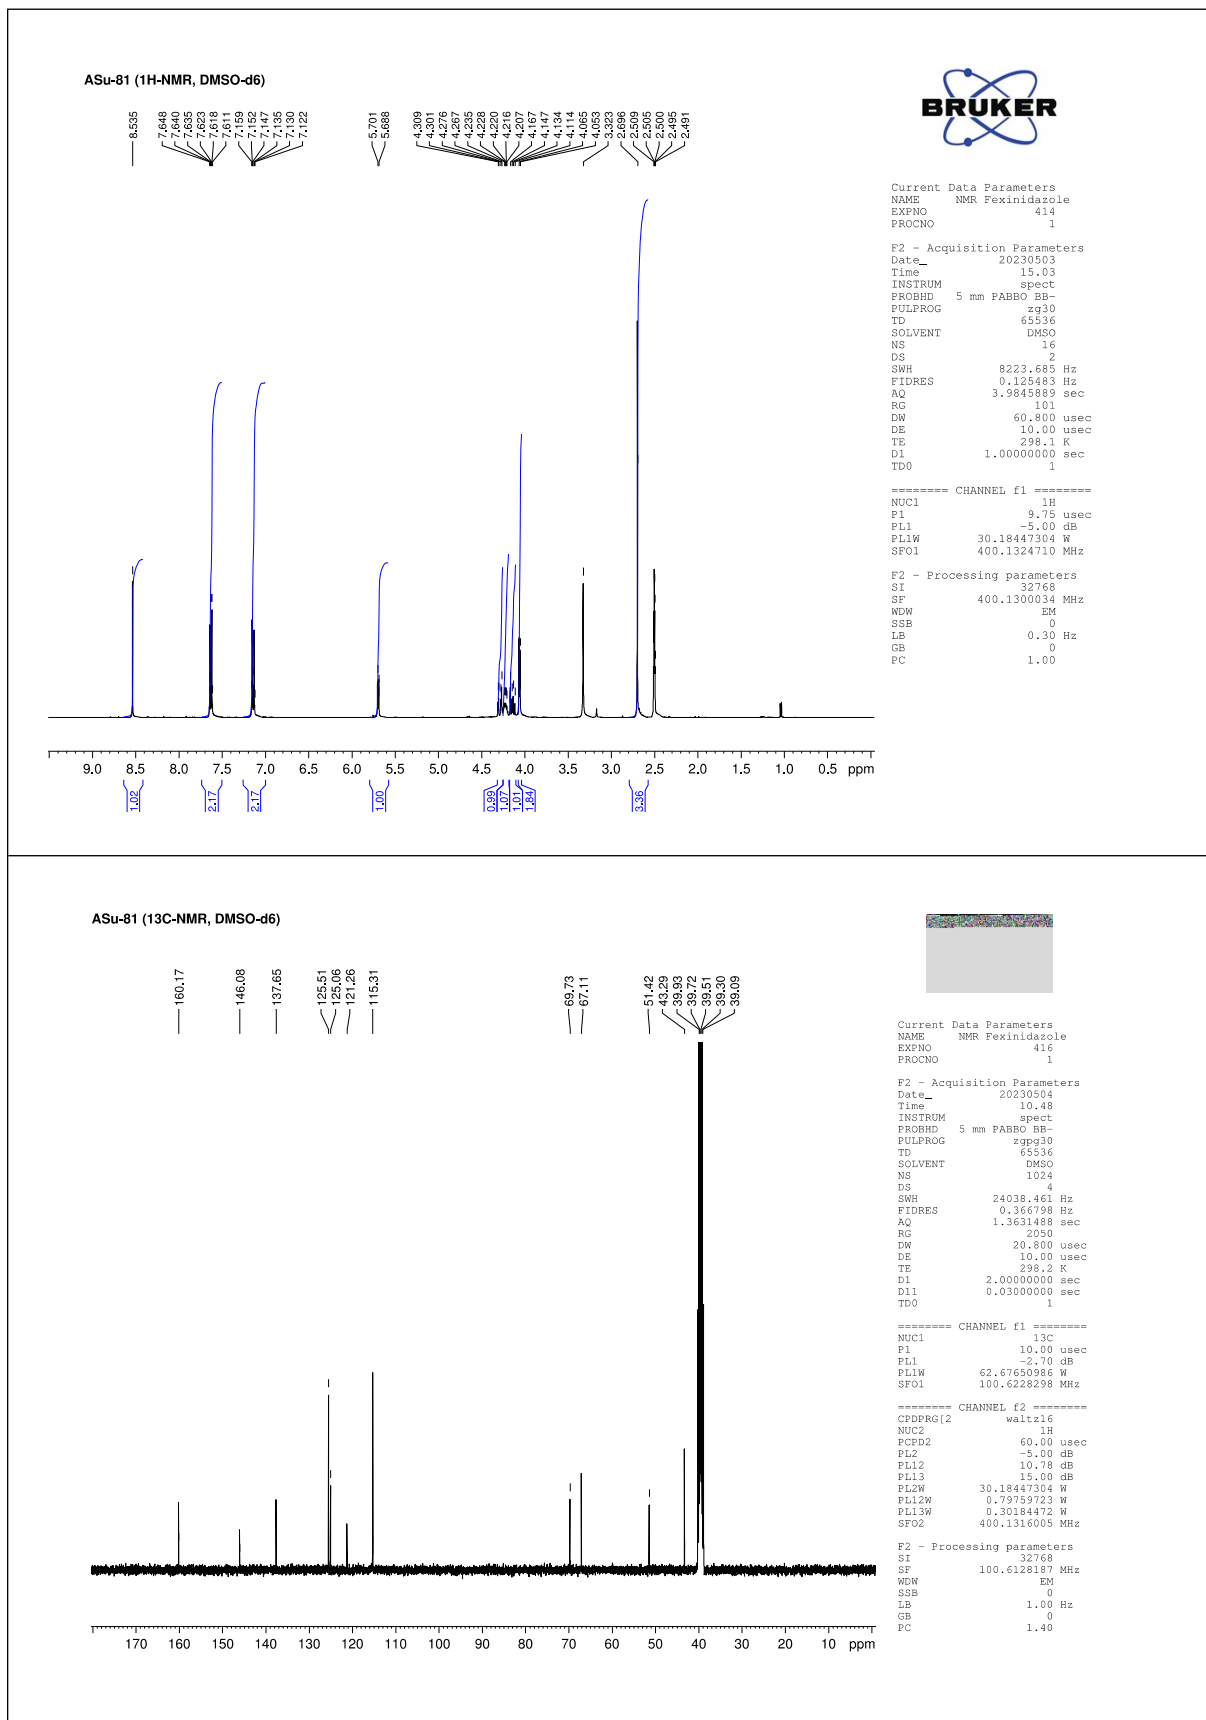 ASu-81 (1H-NMR, DMSO-d6)
8.535
7.648
7.640
7.635
7.623
7.618
7.611
7.159
7.152
7.147
7.135
7.130
7.122
5.701
5.688
4.309
4.301
4.276
4.267
4.235
4.228
4.220
4.216
4.207
4.167
4.147
4.134
4.114
4.065
4.053
3.323
2.696
2.509
2.505
2.500
2.495
2.491
9.0 8.5 8.0 7.5 7.0 6.5 6.0 5.5 5.0 4.5 4.0 3.5 3.0 2.5 2.0 1.5 1.0 0.5 ppm
1.02
2.17
2.17
1.00
0.99
1.07
1.01
1.84
3.36
BRUKER
Current Data Parameters
NAME NMR Fexinidazole
EXPNO 414
PROCNO 1
F2 - Acquisition Parameters
Date_ 20230503
Time 15.03
INSTRUM spect
PROBHD 5 mm PABBO BB-
PULPROG zg30
TD 65536
SOLVENT DMSO
NS 16
DS 2
SWH 8223.685 Hz
FIDRES 0.125483 Hz
AQ 3.9845889 sec
RG 101
DW 60.800 usec
DE 10.00 usec
TE 298.1 K
D1 1.00000000 sec
TD0 1
======== CHANNEL f1 ========
NUC1 1H
P1 9.75 usec
PL1 -5.00 dB
PL1W 30.18447304 W
SFO1 400.1324710 MHz
F2 - Processing parameters
SI 32768
SF 400.1300034 MHz
WDW EM
SSB 0
LB 0.30 Hz
GB 0
PC 1.00
ASu-81 (13C-NMR, DMSO-d6)
160.17
146.08
137.65
125.51
125.06
121.26
115.31
69.73
67.11
51.42
43.29
39.93
39.72
39.51
39.30
39.09
170 160 150 140 130 120 110 100 90 80 70 60 50 40 30 20 10 ppm
Current Data Parameters
NAME NMR Fexinidazole
EXPNO 416
PROCNO 1
F2 - Acquisition Parameters
Date_ 20230504
Time 10.48
INSTRUM spect
PROBHD 5 mm PABBO BB-
PULPROG zgpg30
TD 65536
SOLVENT DMSO
NS 1024
DS 4
SWH 24038.461 Hz
FIDRES 0.366798 Hz
AQ 1.3631488 sec
RG 2050
DW 20.800 usec
DE 10.00 usec
TE 298.2 K
D1 2.00000000 sec
D11 0.03000000 sec
TD0 1
======== CHANNEL f1 ========
NUC1 13C
P1 10.00 usec
PL1 -2.70 dB
PL1W 62.67650986 W
SFO1 100.6228298 MHz
======== CHANNEL f2 ========
CPDPRG[2 waltz16
NUC2 1H
PCPD2 60.00 usec
PL2 -5.00 dB
PL12 10.78 dB
PL13 15.00 dB
PL2W 30.18447304 W
PL12W 0.79759723 W
PL13W 0.30184472 W
SFO2 400.1316005 MHz
F2 - Processing parameters
SI 32768
SF 100.6128187 MHz
WDW EM
SSB 0
LB 1.00 Hz
GB 0
PC 1.40